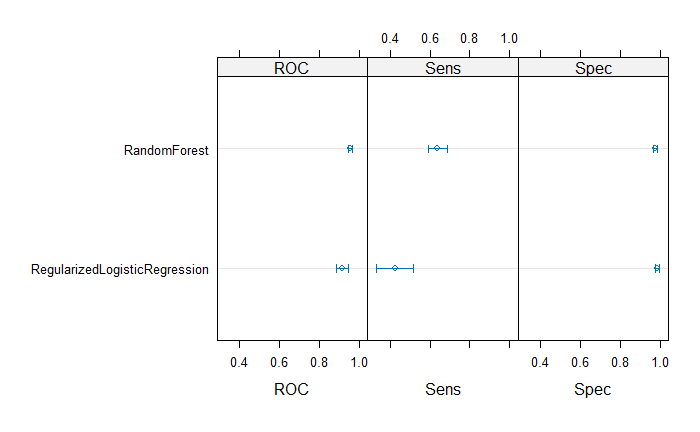 0.4 0.6 0.8 1.0
ROC Sens Spec
RandomForest
RegularizedLogisticRegression
0.4 0.6 0.8 1.0 0.4 0.6 0.8 1.0
ROC Sens Spec